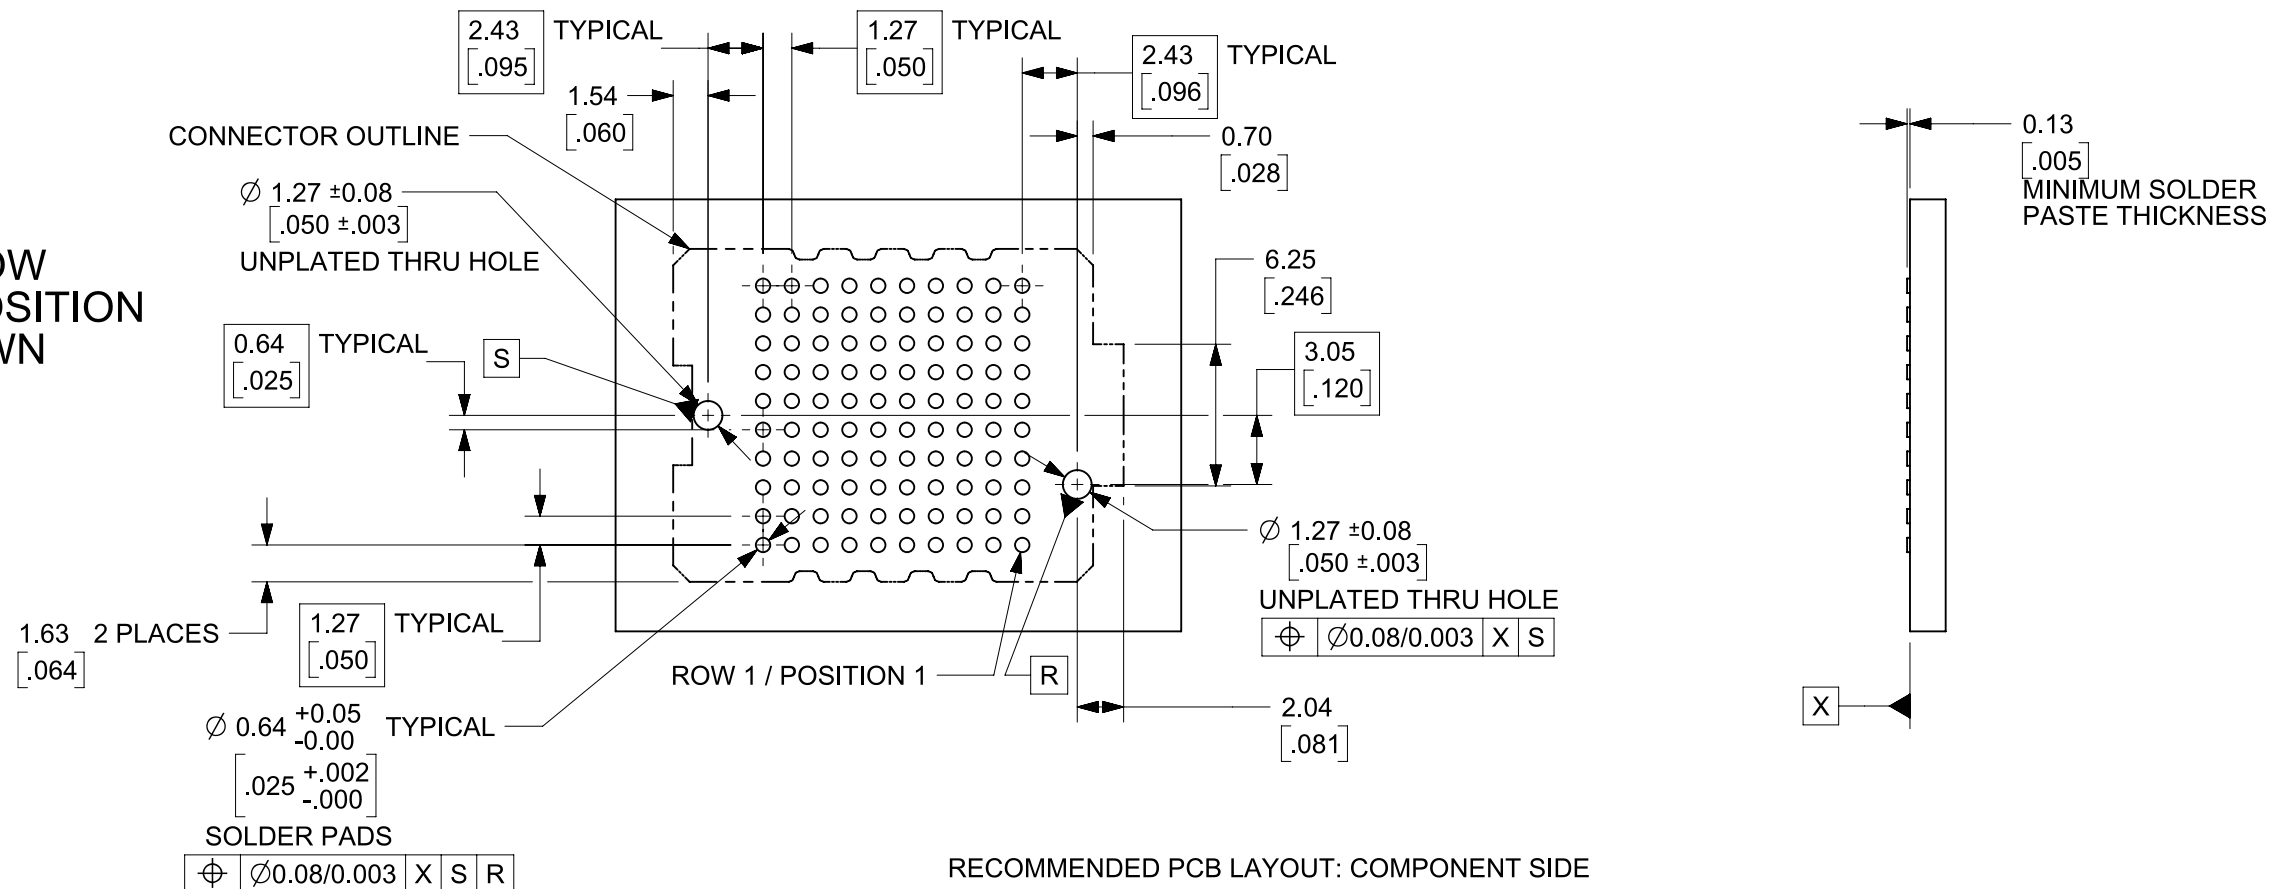 2.43 TYPICAL
[.095]
1.27 TYPICAL
[.050]
2.43 TYPICAL
[.096]
1.54
[.060]
0.70
[.028]
0.13
[.005]
MINIMUM SOLDER
PASTE THICKNESS
CONNECTOR OUTLINE
∅ 1.27 ±0.08
[.050 ±.003]
UNPLATED THRU HOLE
OW
OSITION
WN
6.25
[.246]
0.64 TYPICAL
[.025]
S
3.05
[.120]
∅ 1.27 ±0.08
[.050 ±.003]
UNPLATED THRU HOLE
⌖ ∅0.08/0.003 X S
1.63 2 PLACES
[.064]
1.27 TYPICAL
[.050]
ROW 1 / POSITION 1
R
2.04
[.081]
X
∅ 0.64 +0.05 -0.00 TYPICAL
[.025 +.002 -.000]
SOLDER PADS
⌖ ∅0.08/0.003 X S R
RECOMMENDED PCB LAYOUT: COMPONENT SIDE